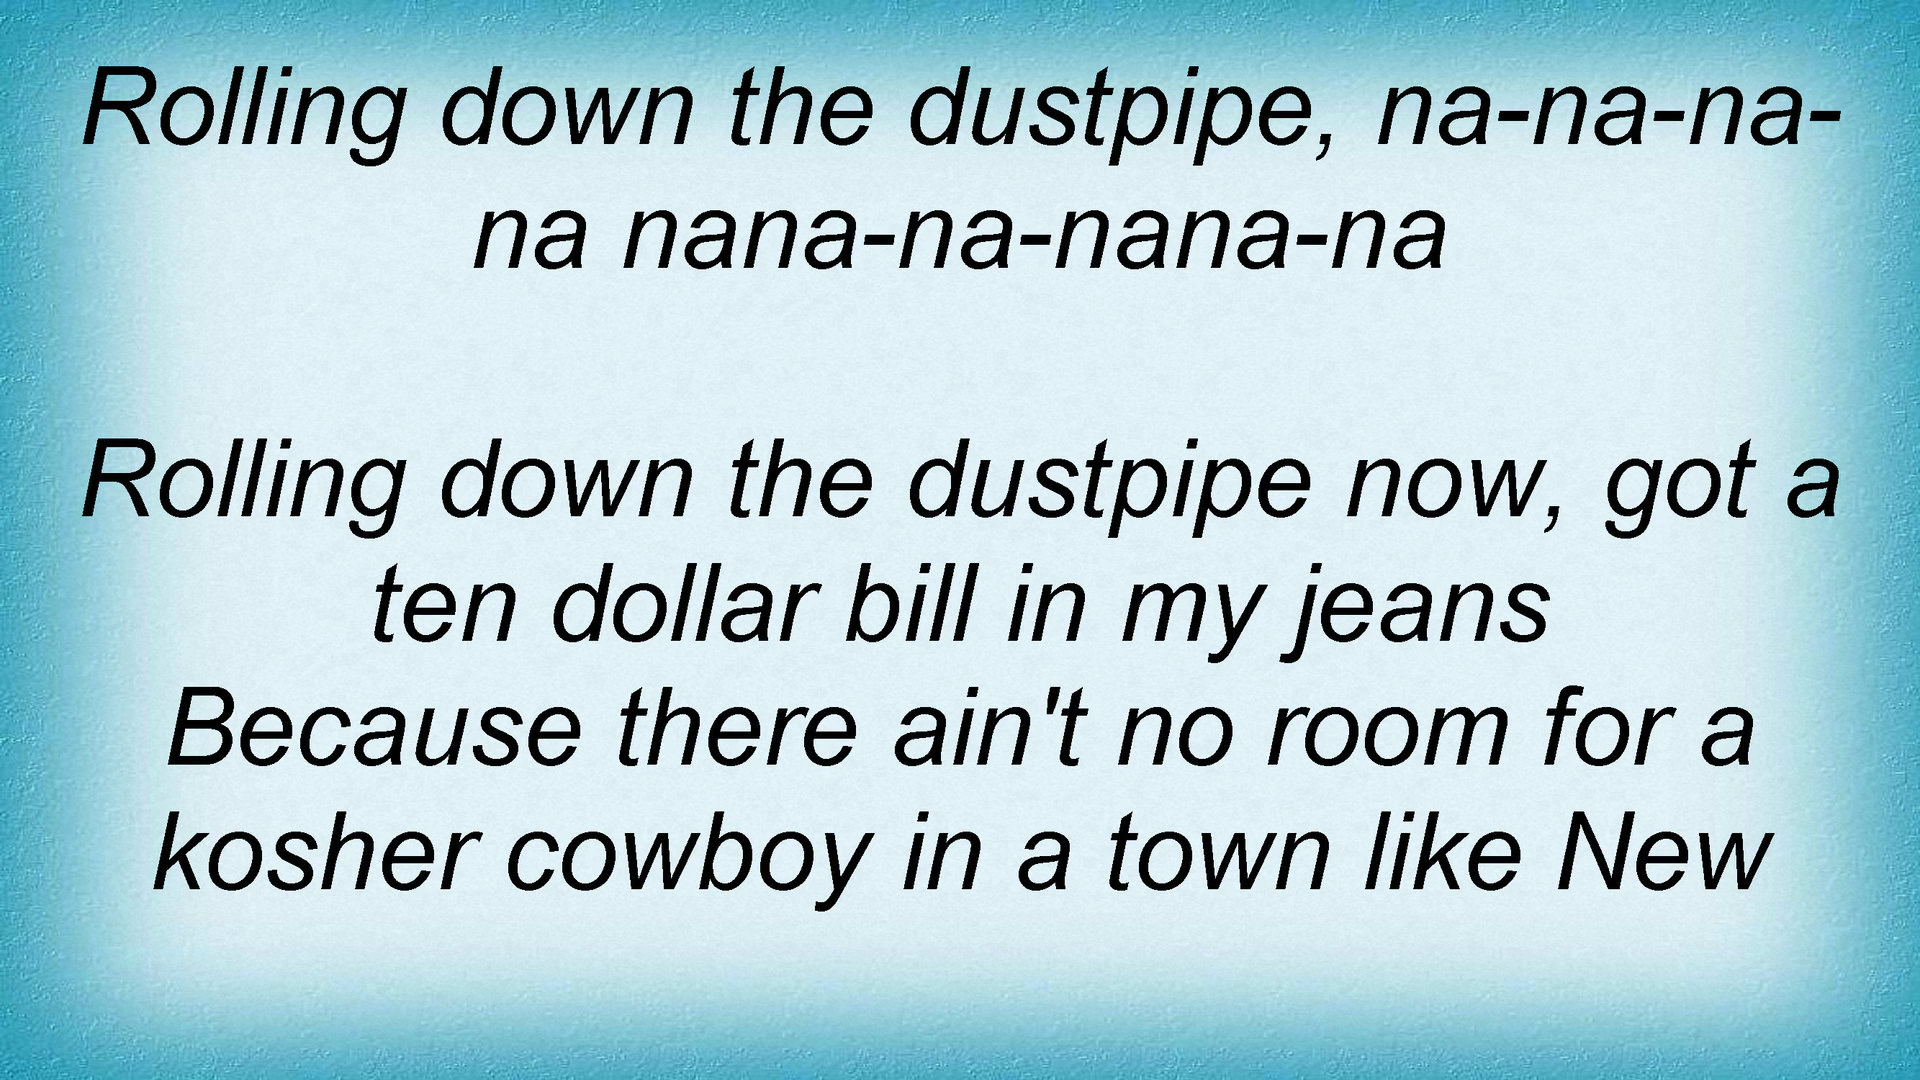 Rolling down the dustpipe, na-na-na-
na nana-na-nana-na
Rolling down the dustpipe now, got a
ten dollar bill in my jeans
Because there ain't no room for a
kosher cowboy in a town like New